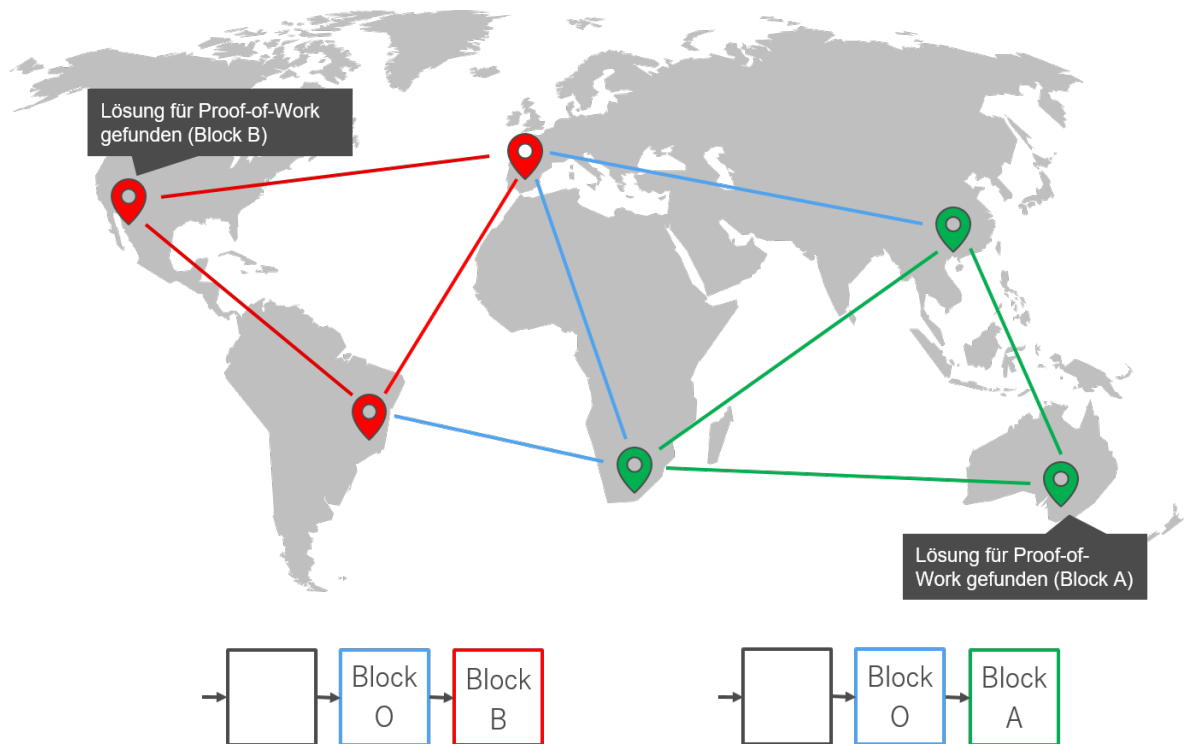 Lösung für Proof-of-Work
gefunden (Block B)
Lösung für Proof-of-
Work gefunden (Block A)
Block
O
Block
B
Block
O
Block
A